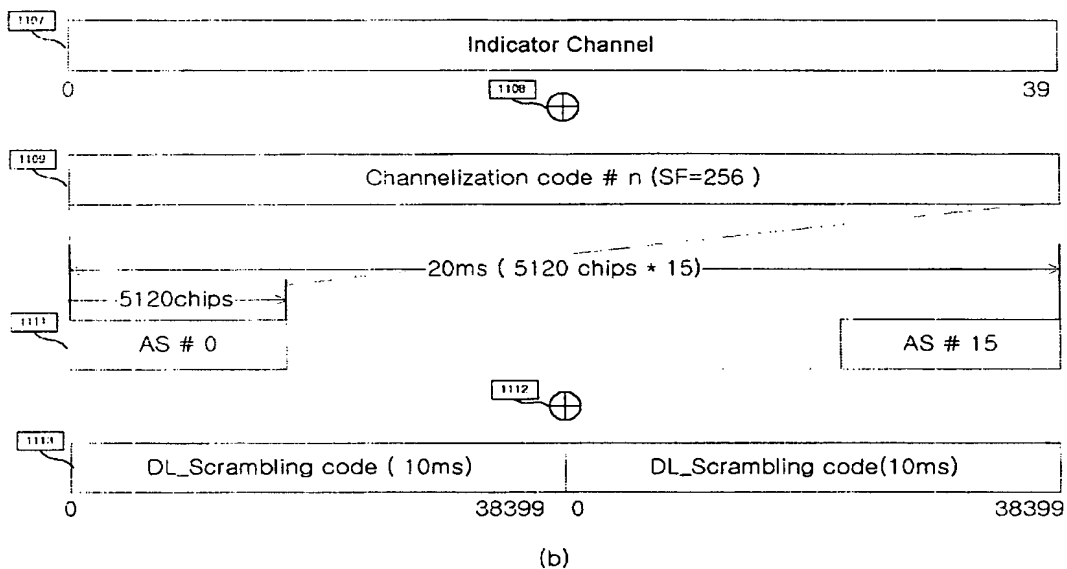 1107
Indicator Channel
0 39
1108
1109
Channelization code # n (SF=256 )
20ms ( 5120 chips * 15)
5120chips
1111
AS # 0 AS # 15
1112
1113
DL_Scrambling code ( 10ms) DL_Scrambling code(10ms)
0 38399 0 38399
(b)